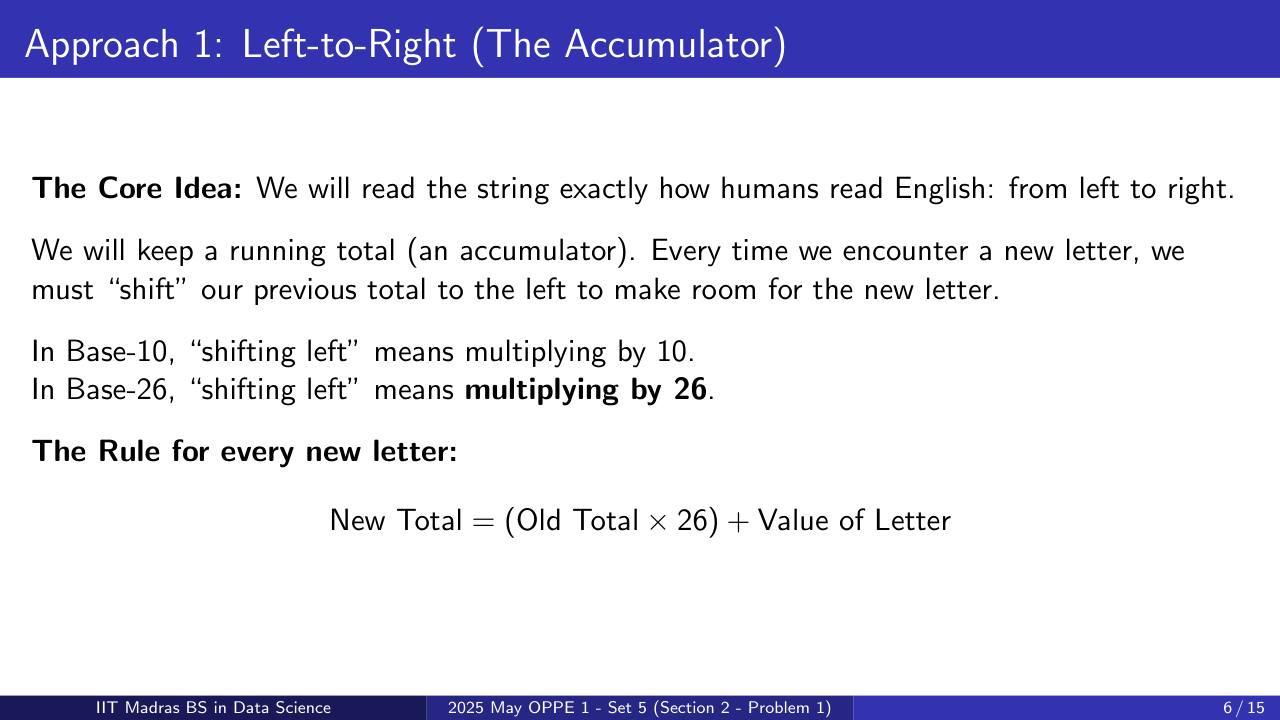 Approach 1: Left-to-Right (The Accumulator)
The Core Idea: We will read the string exactly how humans read English: from left to right.
We will keep a running total (an accumulator). Every time we encounter a new letter, we
must “shift” our previous total to the left to make room for the new letter.
In Base-10, “shifting left” means multiplying by 10.
In Base-26, “shifting left” means multiplying by 26.
The Rule for every new letter:
New Total = (Old Total × 26) + Value of Letter
IIT Madras BS in Data Science
2025 May OPPE 1 - Set 5 (Section 2 - Problem 1)
6 / 15